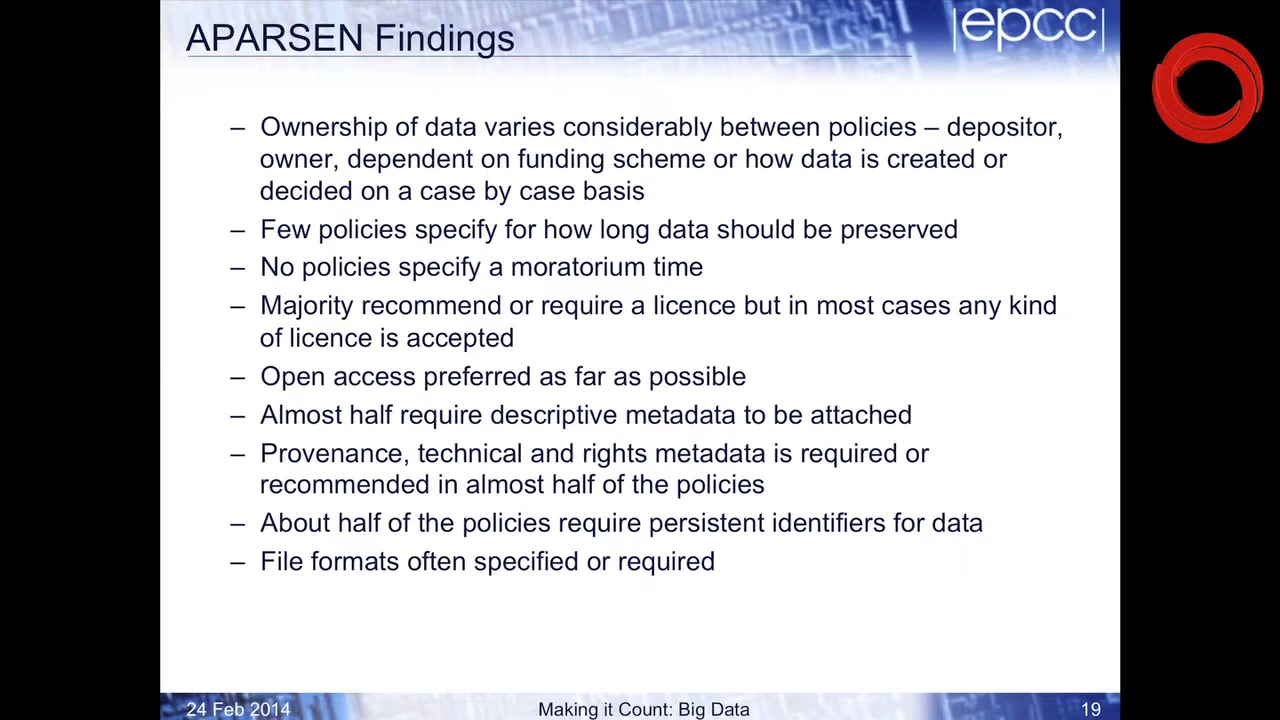 APARSEN Findings
|epcc|
– Ownership of data varies considerably between policies – depositor,
owner, dependent on funding scheme or how data is created or
decided on a case by case basis
– Few policies specify for how long data should be preserved
– No policies specify a moratorium time
– Majority recommend or require a licence but in most cases any kind
of licence is accepted
– Open access preferred as far as possible
– Almost half require descriptive metadata to be attached
– Provenance, technical and rights metadata is required or
recommended in almost half of the policies
– About half of the policies require persistent identifiers for data
– File formats often specified or required
24 Feb 2014
Making it Count: Big Data
19